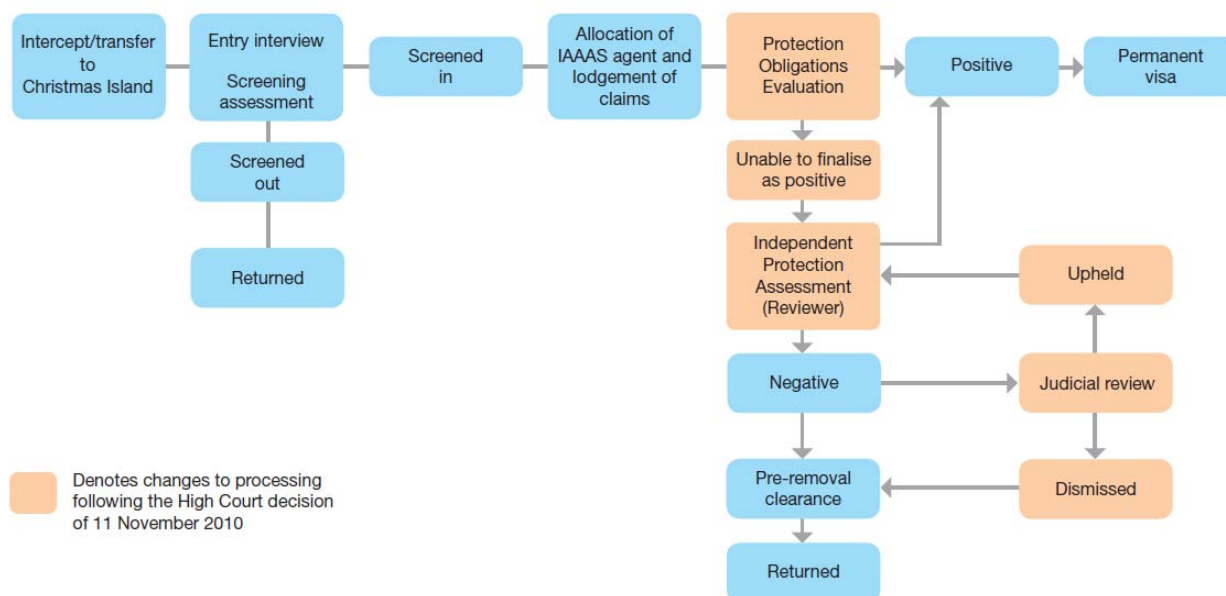 Intercept/transfer
to
Christmas Island
Entry interview
Screening
assessment
Screened
in
Allocation of
IAAAS agent and
lodgement of
claims
Protection
Obligations
Evaluation
Positive
Permanent
visa
Screened
out
Unable to finalise
as positive
Returned
Independent
Protection
Assessment
(Reviewer)
Upheld
Negative
Judicial review
Denotes changes to processing
following the High Court decision
of 11 November 2010
Pre-removal
clearance
Dismissed
Returned